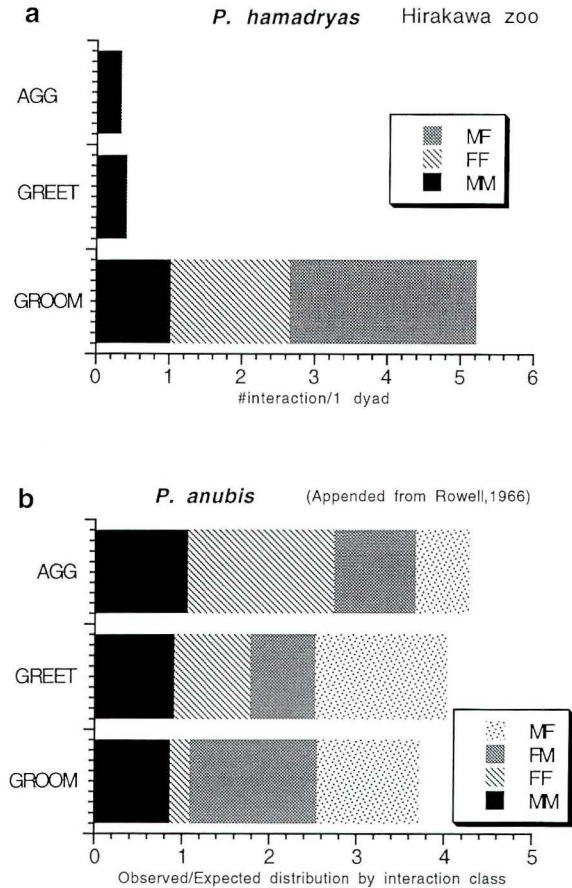 a
P. hamadryas Hirakawa zoo
AGG
GREET
GROOM
MF
FF
MM
0 1 2 3 4 5 6
#interaction/1 dyad
b
P. anubis (Appended from Rowell,1966)
AGG
GREET
GROOM
MF
FM
FF
MM
0 1 2 3 4 5
Observed/Expected distribution by interaction class